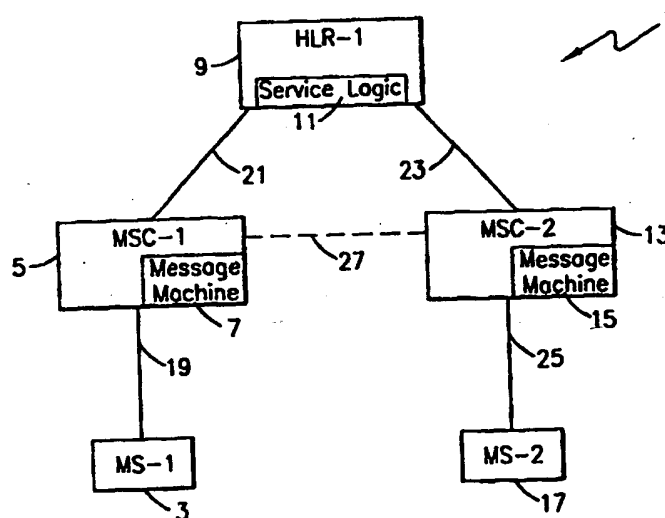 HLR-1
9
Service Logic
11
21
23
MSC-1
MSC-2
13
5
27
Message
Machine
Message
Machine
7
15
19
25
MS-1
MS-2
3
17